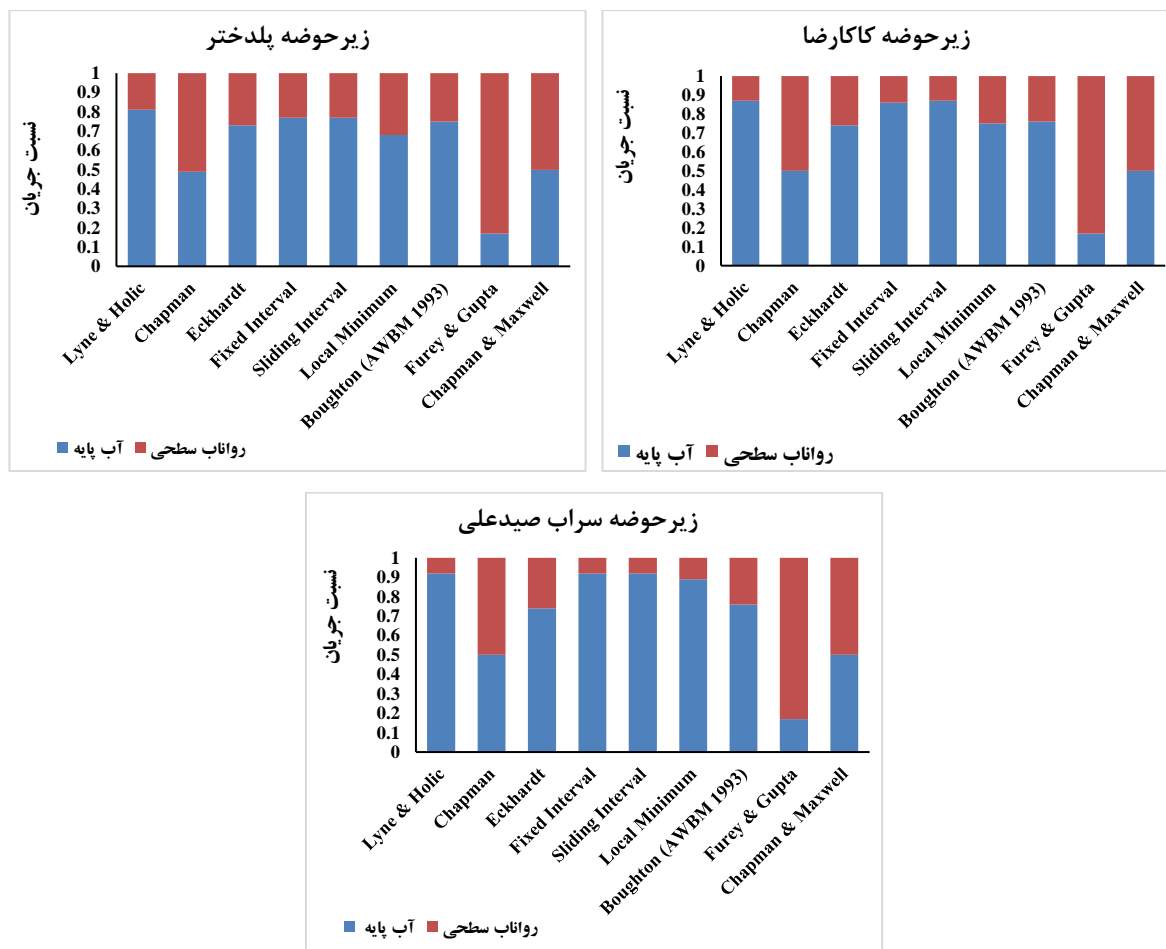 زیرحوضه پلدختر
نسبت جریان
1
0.9
0.8
0.7
0.6
0.5
0.4
0.3
0.2
0.1
0
Lyne & Holic
Chapman
Eckhardt
Fixed Interval
Sliding Interval
Local Minimum
Boughton (AWBM 1993)
Furey & Gupta
Chapman & Maxwell
آب پایه
رواناب سطحی
زیرحوضه کاکارضا
نسبت جریان
1
0.9
0.8
0.7
0.6
0.5
0.4
0.3
0.2
0.1
0
Lyne & Holic
Chapman
Eckhardt
Fixed Interval
Sliding Interval
Local Minimum
Boughton (AWBM 1993)
Furey & Gupta
Chapman & Maxwell
آب پایه
رواناب سطحی
زیرحوضه سراب صیدعلی
نسبت جریان
1
0.9
0.8
0.7
0.6
0.5
0.4
0.3
0.2
0.1
0
Lyne & Holic
Chapman
Eckhardt
Fixed Interval
Sliding Interval
Local Minimum
Boughton (AWBM 1993)
Furey & Gupta
Chapman & Maxwell
آب پایه
رواناب سطحی